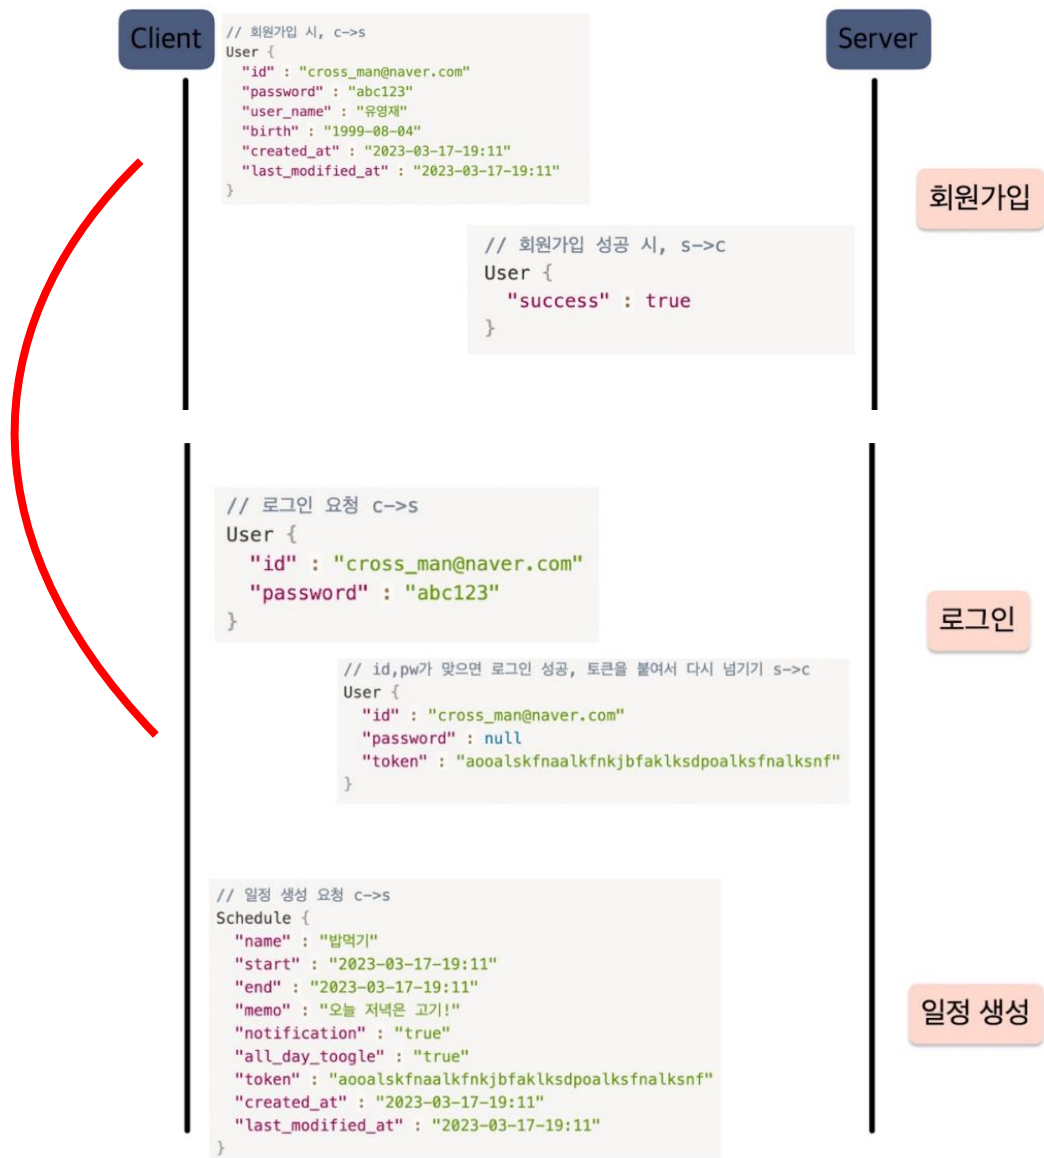 Client
Server
// 회원가입 시, c->s
User {
"id" : "cross_man@naver.com"
"password" : "abc123"
"user_name" : "유영재"
"birth" : "1999-08-04"
"created_at" : "2023-03-17-19:11"
"last_modified_at" : "2023-03-17-19:11"
}
회원가입
// 회원가입 성공 시, s->c
User {
"success" : true
}
// 로그인 요청 c->s
User {
"id" : "cross_man@naver.com"
"password" : "abc123"
}
로그인
// id,pw가 맞으면 로그인 성공, 토큰을 붙여서 다시 넘기기 s->c
User {
"id" : "cross_man@naver.com"
"password" : null
"token" : "aooalskfnaalkfnkjbfaklksdpoalksfnalksnf"
}
// 일정 생성 요청 c->s
Schedule {
"name" : "밥먹기"
"start" : "2023-03-17-19:11"
"end" : "2023-03-17-19:11"
"memo" : "오늘 저녁은 고기!"
"notification" : "true"
"all_day_toogle" : "true"
"token" : "aooalskfnaalkfnkjbfaklksdpoalksfnalksnf"
"created_at" : "2023-03-17-19:11"
"last_modified_at" : "2023-03-17-19:11"
}
일정 생성